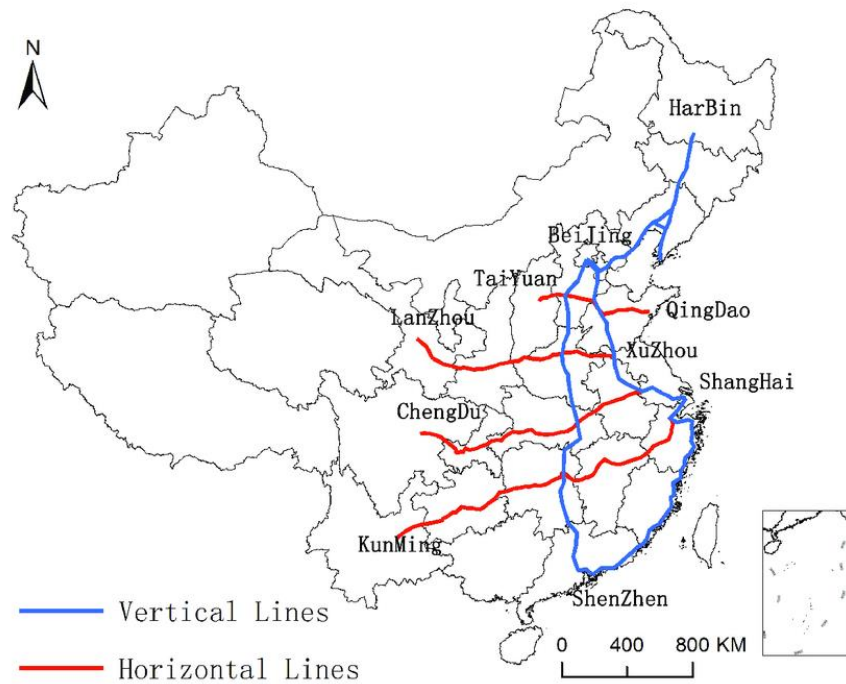 N
HarBin
BeiJing
TaiYuan
LanZhou
QingDao
XuZhou
ShangHai
ChengDu
KunMing
ShenZhen
Vertical Lines
0 400 800 KM
Horizontal Lines